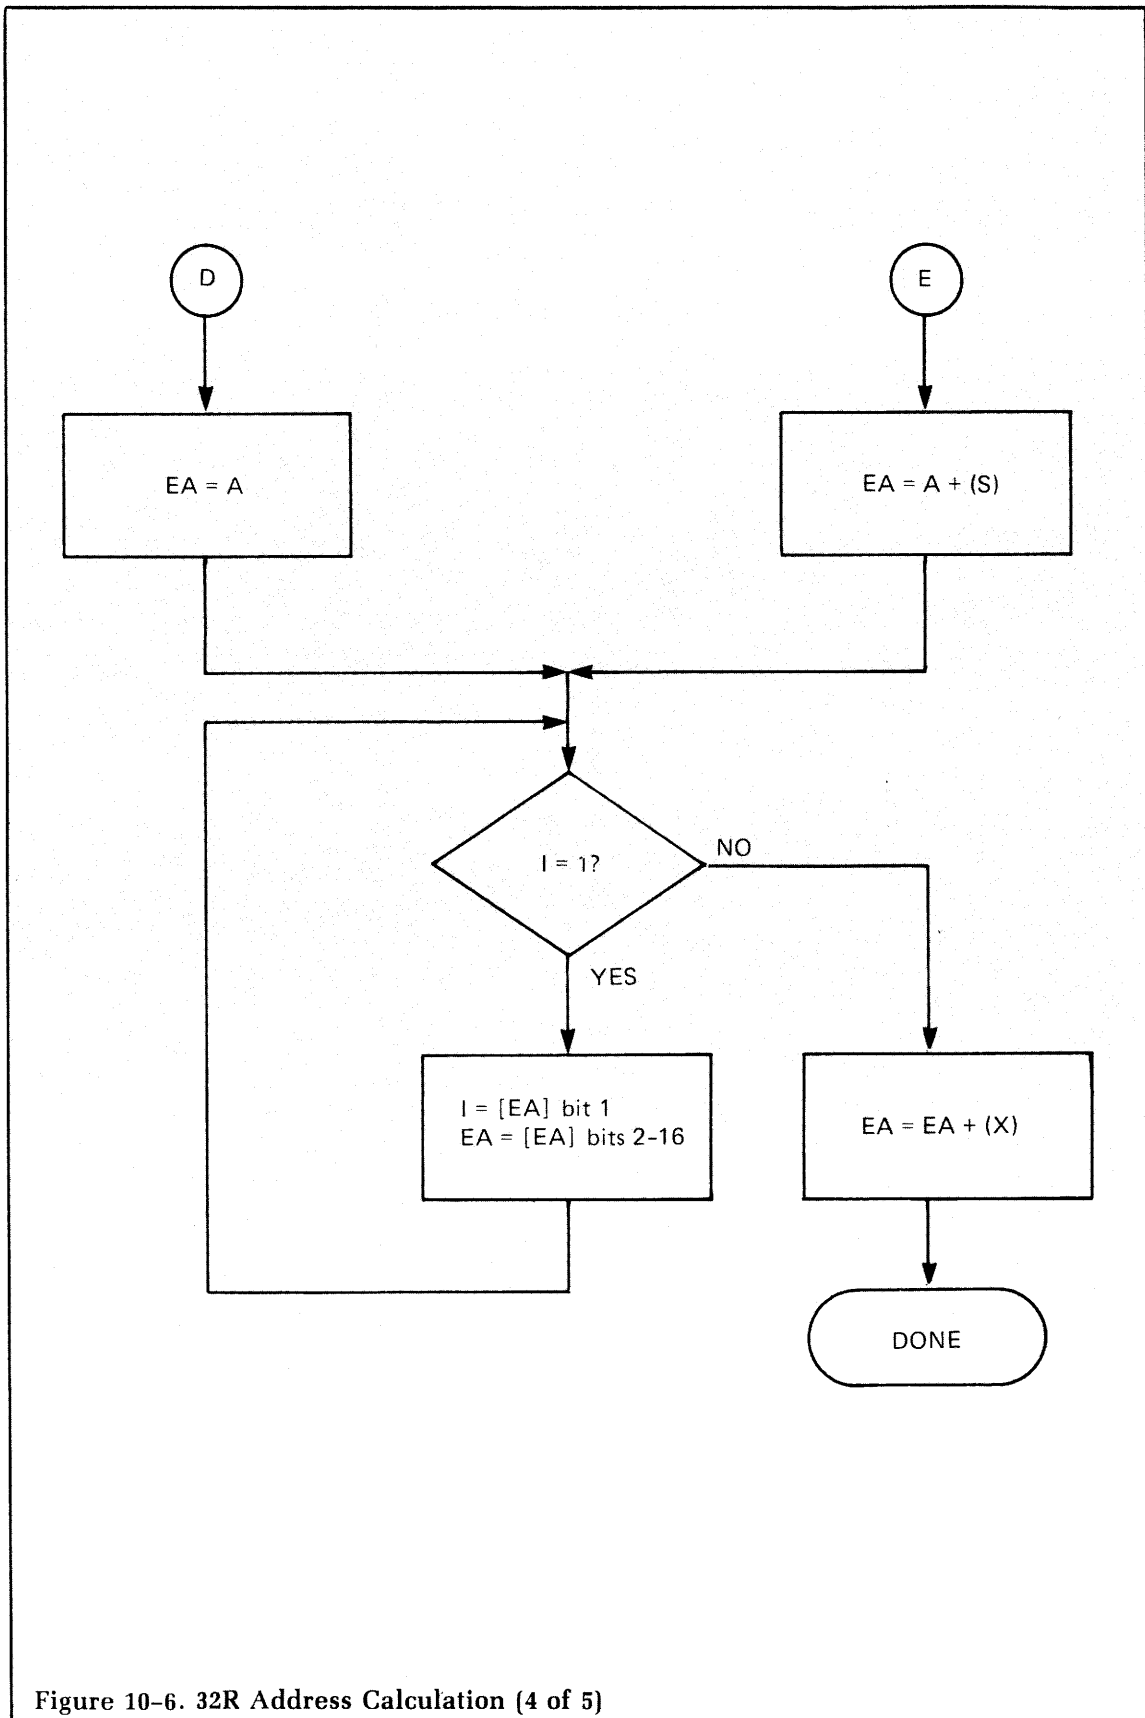 D
E
EA = A
EA = A + (S)
I = 1?
NO
YES
I = [EA] bit 1
EA = [EA] bits 2-16
EA = EA + (X)
DONE
Figure 10-6. 32R Address Calculation (4 of 5)